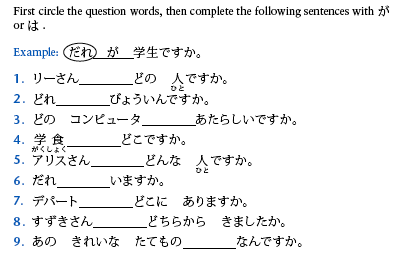 First circle the question words, then complete the following sentences with が
or は .
Example: だれ が 学生ですか。
1. リーさん________どの 人ですか。
ひと
2. どれ________びょういんですか。
3. どの コンピュータ________あたらしいですか。
4. 学食________どこですか。
がくしょく
5. アリスさん________どんな 人ですか。
ひと
6. だれ________いますか。
7. デパート________どこに ありますか。
8. すずきさん________どちらから きましたか。
9. あの きれいな たてもの________なんですか。